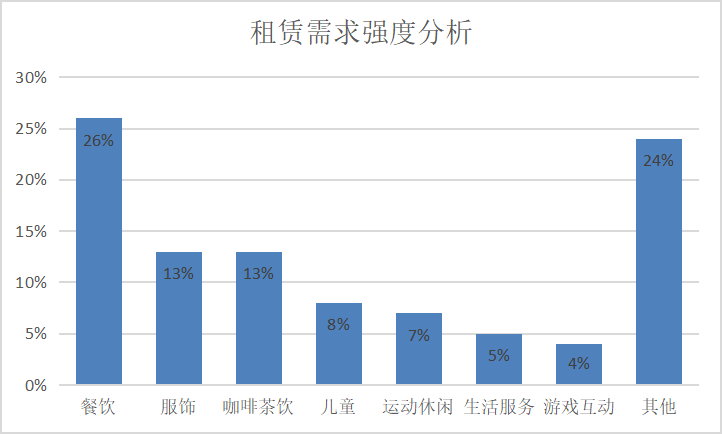 租赁需求强度分析
30%
25%
20%
15%
10%
5%
0%
26%
13%
13%
8%
7%
5%
4%
24%
餐饮
服饰
咖啡茶饮
儿童
运动休闲
生活服务
游戏互动
其他